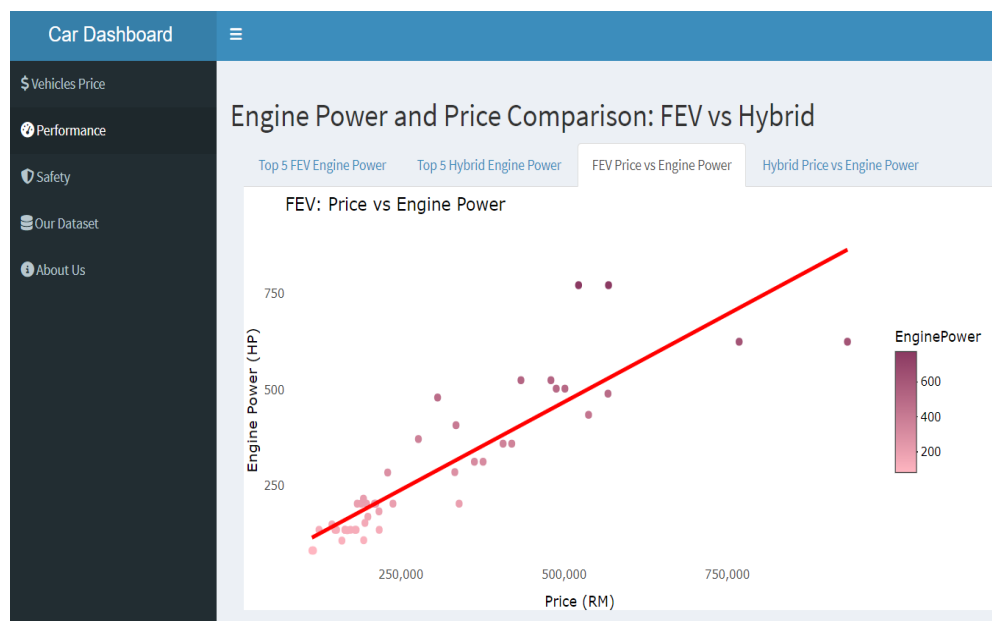 Car Dashboard
Vehicles Price
Performance
Safety
Our Dataset
About Us
Engine Power and Price Comparison: FEV vs Hybrid
Top 5 FEV Engine Power
Top 5 Hybrid Engine Power
FEV Price vs Engine Power
Hybrid Price vs Engine Power
FEV: Price vs Engine Power
Engine Power (HP)
750
500
250
250,000
500,000
750,000
Price (RM)
EnginePower
600
400
200